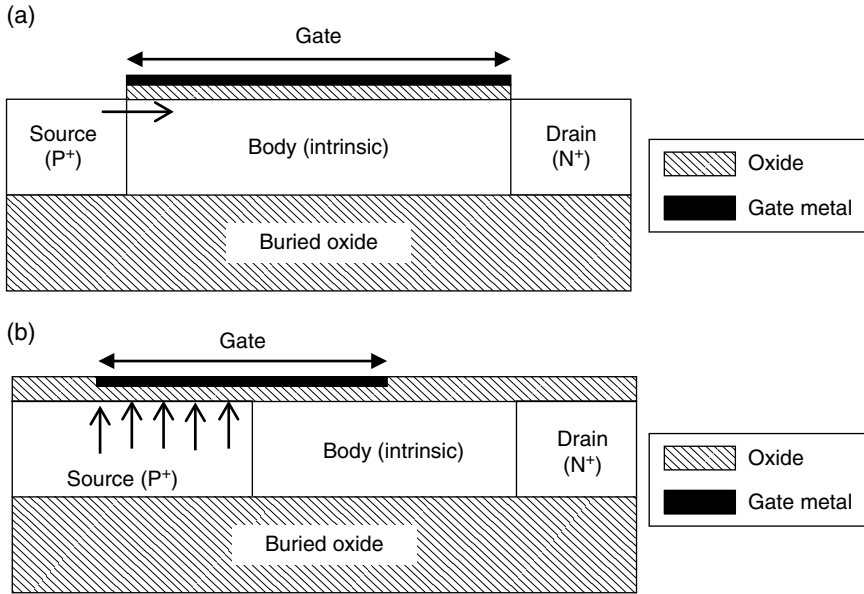 (a)
Gate
Source
(P⁺)
Body (intrinsic)
Drain
(N⁺)
Buried oxide
Oxide
Gate metal
(b)
Gate
Source (P⁺)
Body (intrinsic)
Drain
(N⁺)
Buried oxide
Oxide
Gate metal